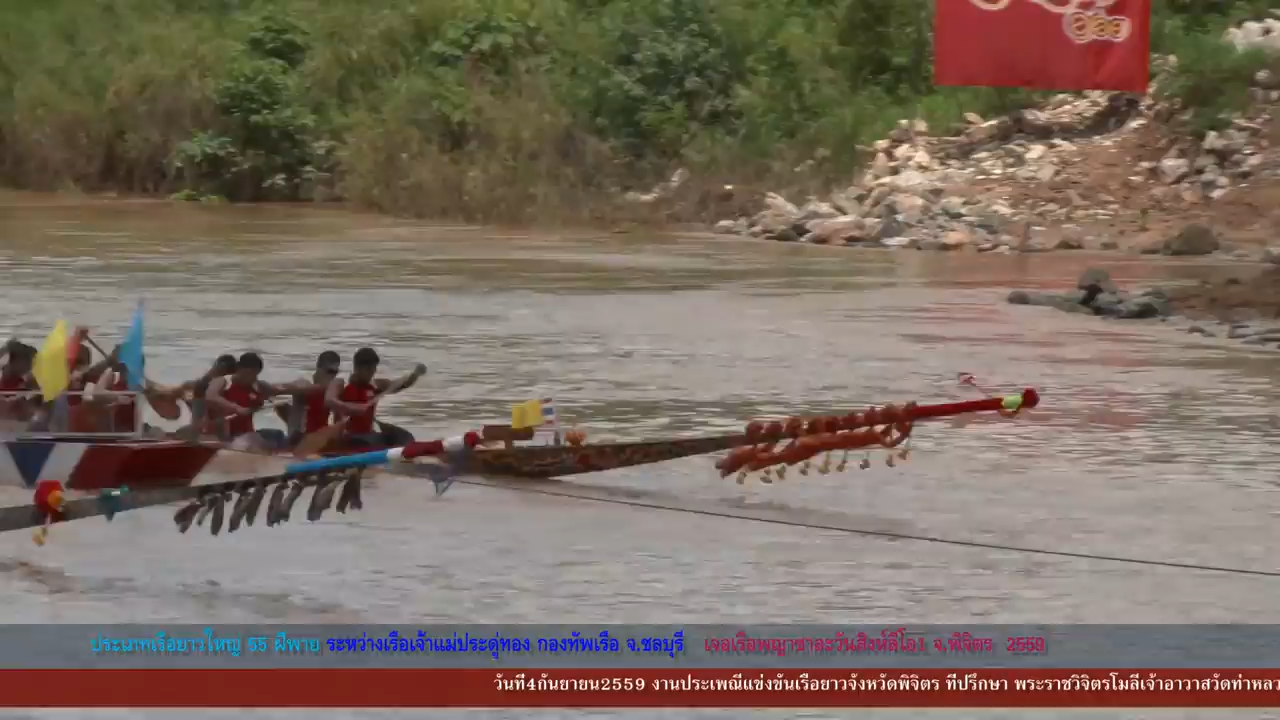 ประเภทเรือยาวใหญ่ 55 ฝีพาย ระหว่างเรือเจ้าแม่ประดู่ทอง กองทัพเรือ จ.ชลบุรี เจอเรือพญาชาละวันสิงห์ลีโอ1 จ.พิจิตร 2559
วันที่4กันยายน2559 งานประเพณีแข่งขันเรือยาวจังหวัดพิจิตร ที่ปรึกษา พระราชวิจิตรโมลีเจ้าอาวาสวัดท่าหลว